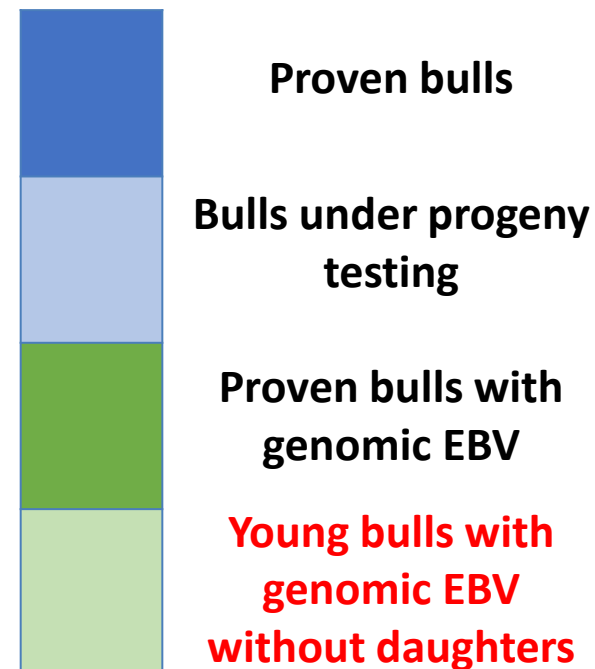 Proven bulls
Bulls under progeny
testing
Proven bulls with
genomic EBV
Young bulls with
genomic EBV
without daughters